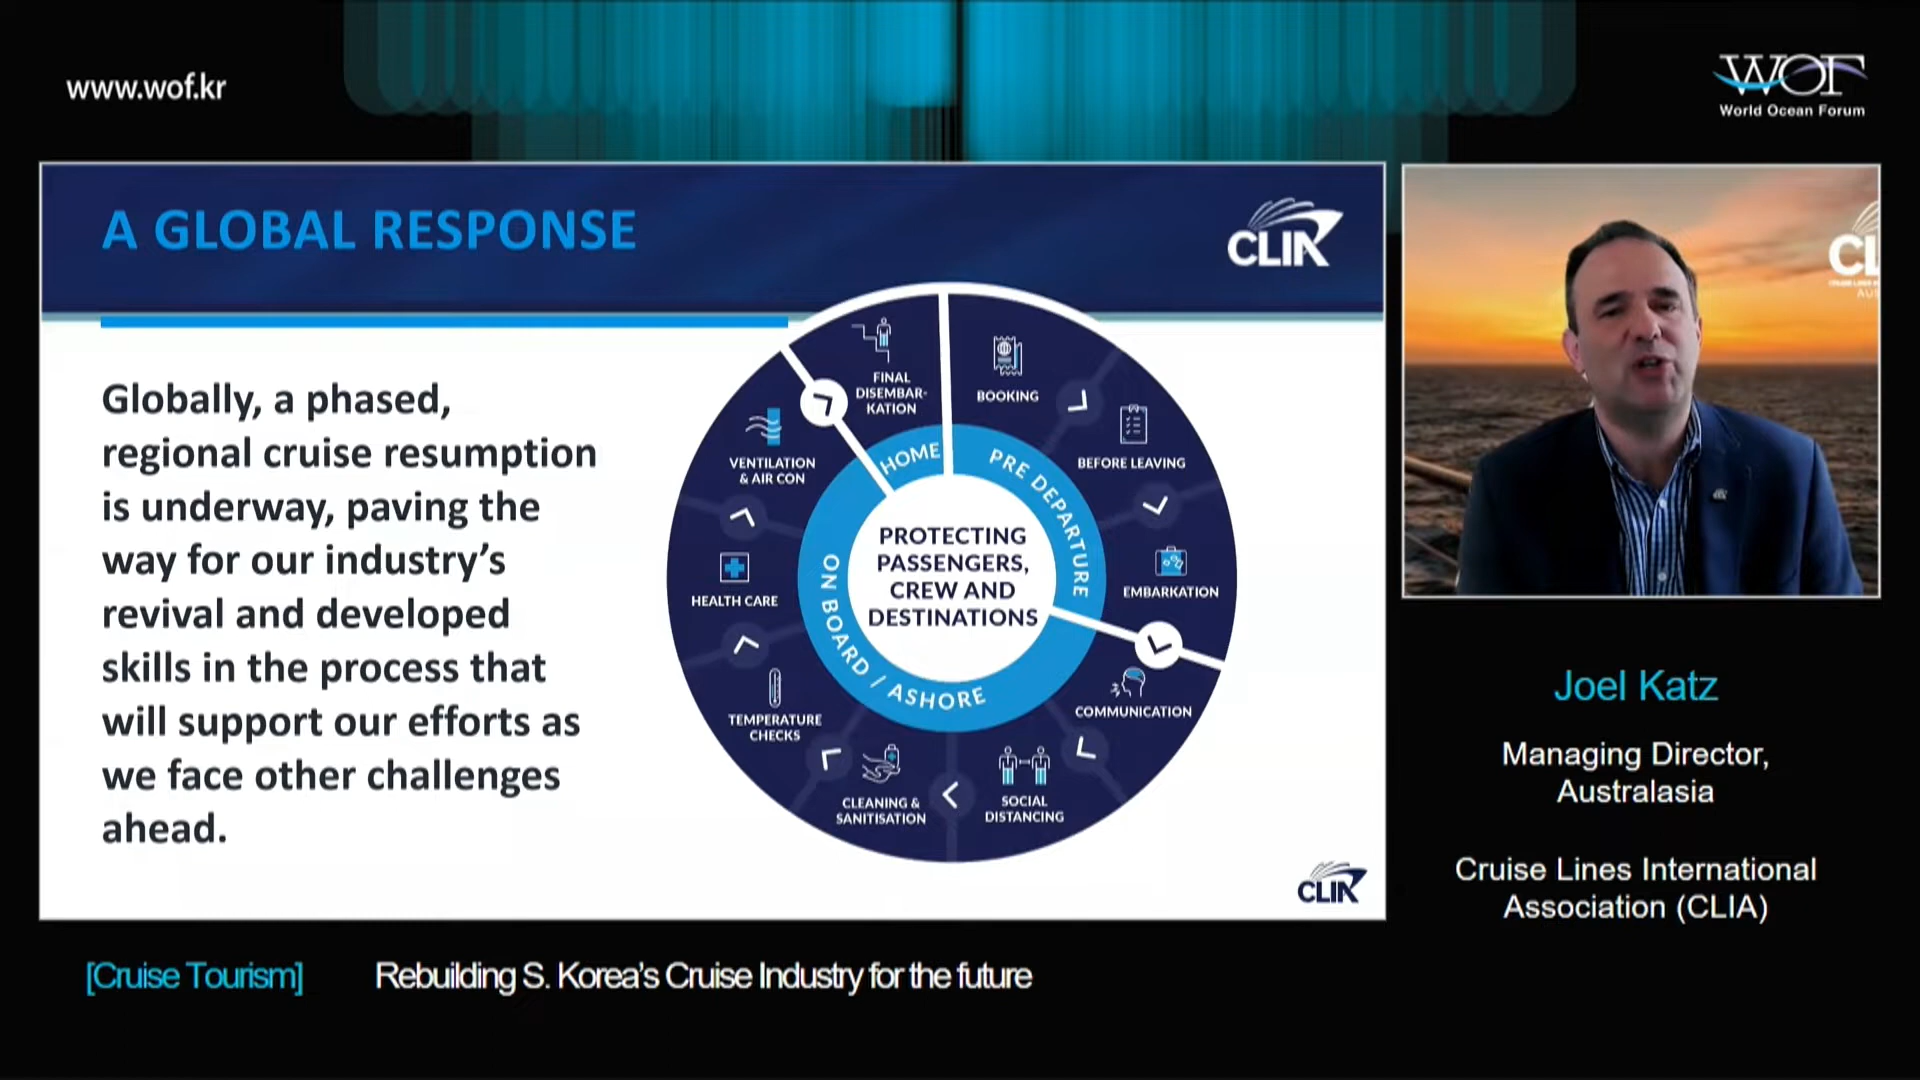 www.wof.kr
WOF
World Ocean Forum
A GLOBAL RESPONSE
CLIA
Globally, a phased,
regional cruise resumption
is underway, paving the
way for our industry’s
revival and developed
skills in the process that
will support our efforts as
we face other challenges
ahead.
FINAL
DISEMBAR-
KATION
BOOKING
BEFORE LEAVING
EMBARKATION
COMMUNICATION
SOCIAL
DISTANCING
CLEANING &
SANITISATION
TEMPERATURE
CHECKS
HEALTH CARE
VENTILATION
& AIR CON
HOME
PRE DEPARTURE
ON BOARD / ASHORE
PROTECTING
PASSENGERS,
CREW AND
DESTINATIONS
CLIA
CL
AUS
Joel Katz
Managing Director,
Australasia
Cruise Lines International
Association (CLIA)
[Cruise Tourism]
Rebuilding S. Korea’s Cruise Industry for the future